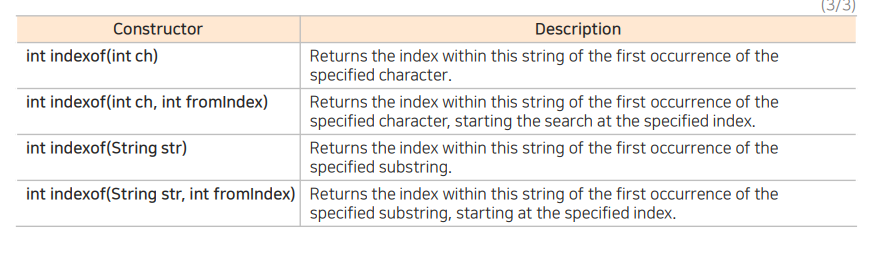 (3/3)
Constructor Description
int indexof(int ch) Returns the index within this string of the first occurrence of the
specified character.
int indexof(int ch, int fromIndex) Returns the index within this string of the first occurrence of the
specified character, starting the search at the specified index.
int indexof(String str) Returns the index within this string of the first occurrence of the
specified substring.
int indexof(String str, int fromIndex) Returns the index within this string of the first occurrence of the
specified substring, starting at the specified index.